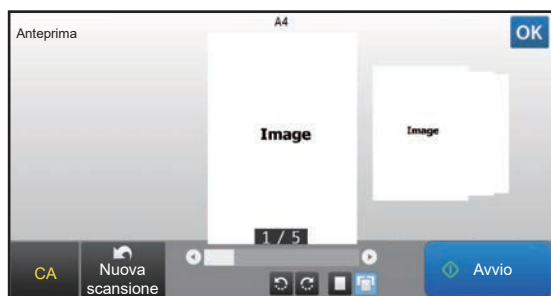 A4
Anteprima
OK
Image
Image
1 / 5
CA
Nuova
scansione
Avvio